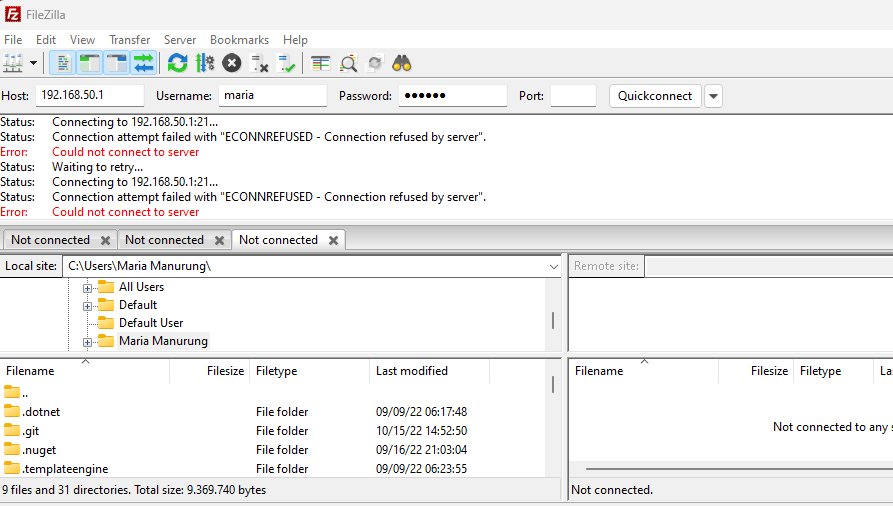 FileZilla
File Edit View Transfer Server Bookmarks Help
Host: 192.168.50.1 Username: maria Password: ●●●●●● Port: Quickconnect
Status: Connecting to 192.168.50.1:21...
Status: Connection attempt failed with "ECONNREFUSED - Connection refused by server".
Error: Could not connect to server
Status: Waiting to retry...
Status: Connecting to 192.168.50.1:21...
Status: Connection attempt failed with "ECONNREFUSED - Connection refused by server".
Error: Could not connect to server
Not connected Not connected Not connected
Local site: C:\Users\Maria Manurung\ Remote site:
All Users
Default
Default User
Maria Manurung
Filename Filesize Filetype Last modified Filename Filesize Filetype La
..
.dotnet File folder 09/09/22 06:17:48
Not connected to any s
.git File folder 10/15/22 14:52:50
.nuget File folder 09/16/22 21:03:04
.templateengine File folder 09/09/22 06:23:55
9 files and 31 directories. Total size: 9.369.740 bytes Not connected.